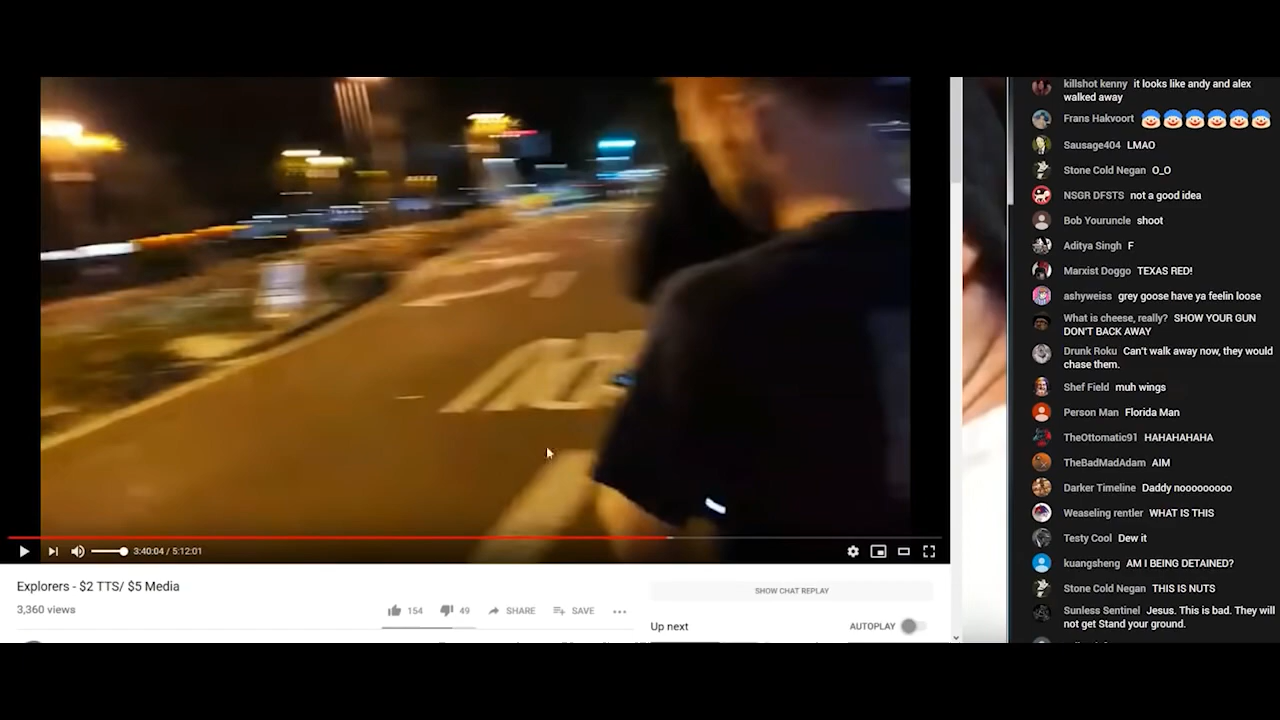 3:40:04 / 5:12:01
Explorers - $2 TTS/ $5 Media
3,360 views
154
49
SHARE
SAVE
SHOW CHAT REPLAY
Up next
AUTOPLAY
killshot kenny it looks like andy and alex
walked away
Frans Hakvoort 🤡🤡🤡🤡🤡🤡
Sausage404 LMAO
Stone Cold Negan O_O
NSGR DFSTS not a good idea
Bob Youruncle shoot
Aditya Singh F
Marxist Doggo TEXAS RED!
ashyweiss grey goose have ya feelin loose
What is cheese, really? SHOW YOUR GUN
DON'T BACK AWAY
Drunk Roku Can't walk away now, they would
chase them.
Shef Field muh wings
Person Man Florida Man
TheOttomatic91 HAHAHAHAHA
TheBadMadAdam AIM
Darker Timeline Daddy nooooooooo
Weaseling rentler WHAT IS THIS
Testy Cool Dew it
kuangsheng AM I BEING DETAINED?
Stone Cold Negan THIS IS NUTS
Sunless Sentinel Jesus. This is bad. They will
not get Stand your ground.